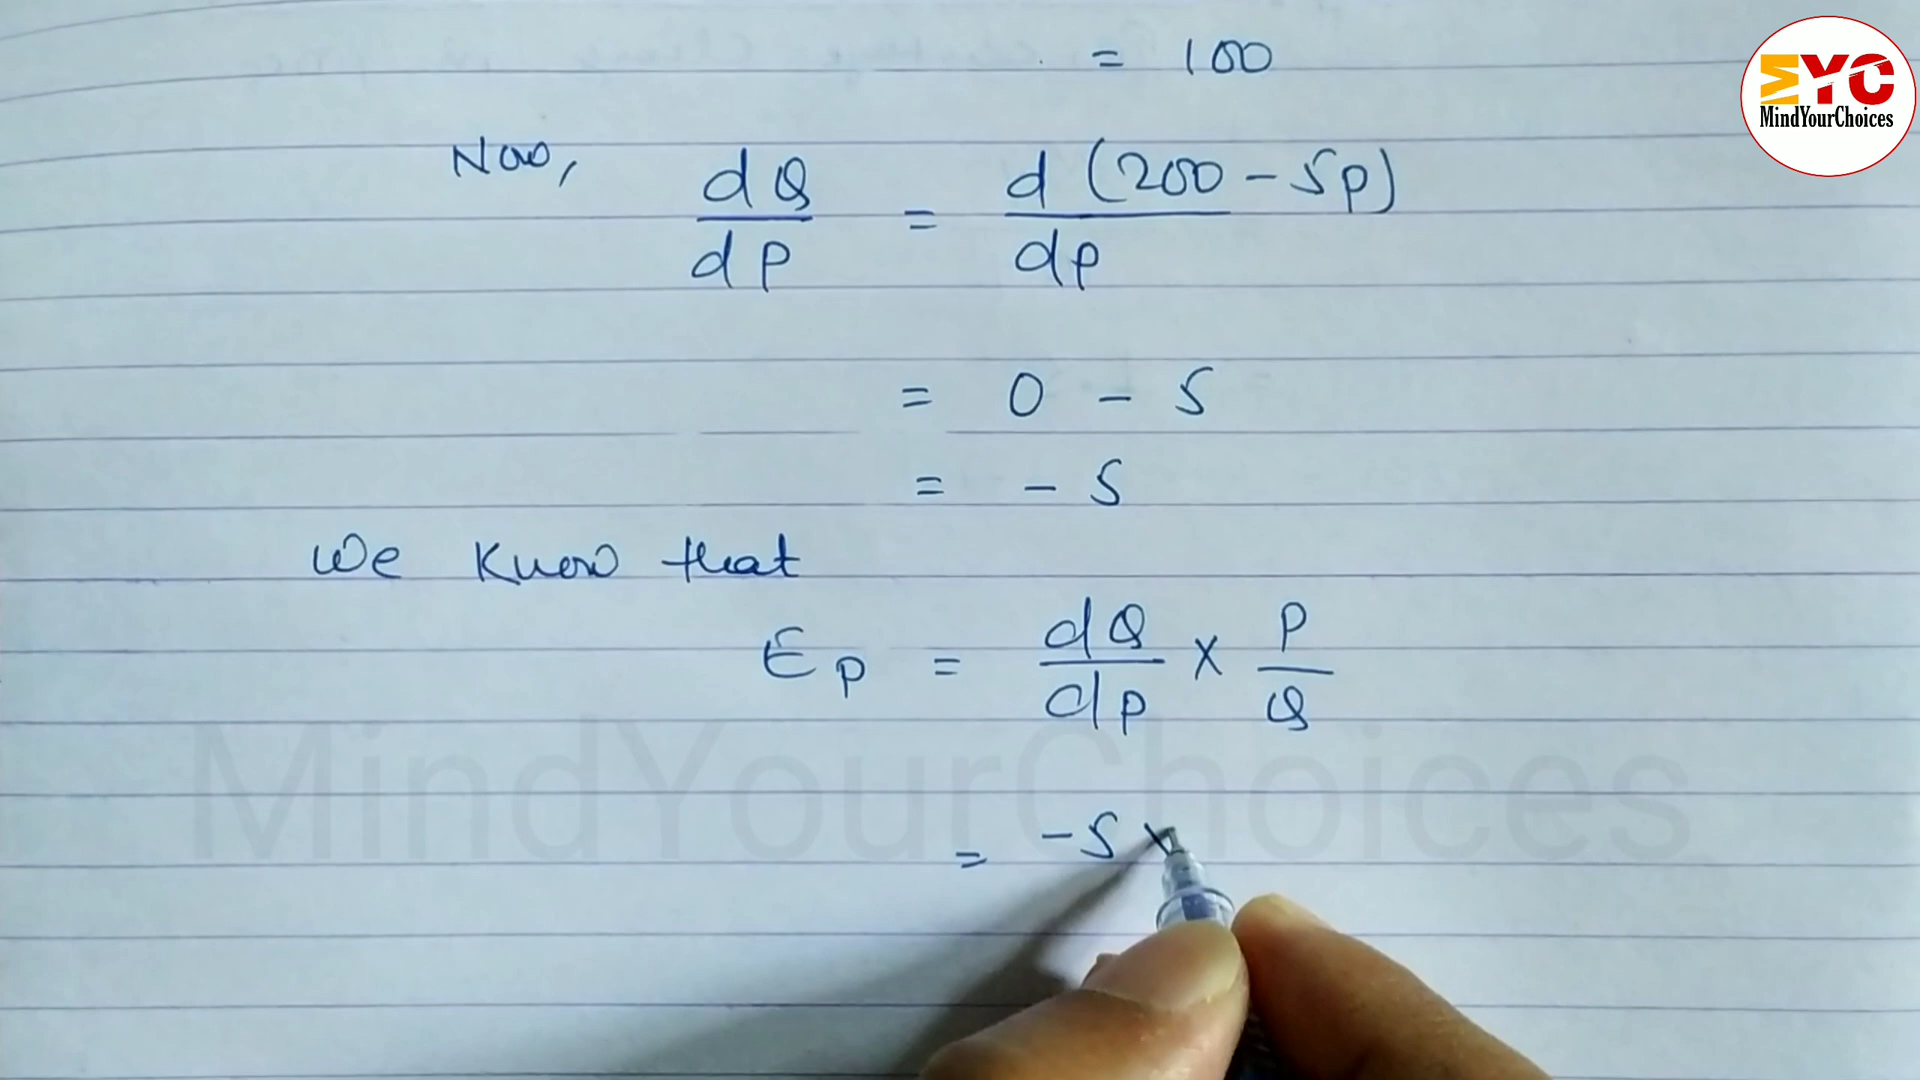 = 100
MYC
MindYourChoices
Now, dQ/dP = d (200 - 5P)/dP
= 0 - 5
= - 5
We know that
Ep = dQ/dP × P/Q
MindYourChoices
= -5